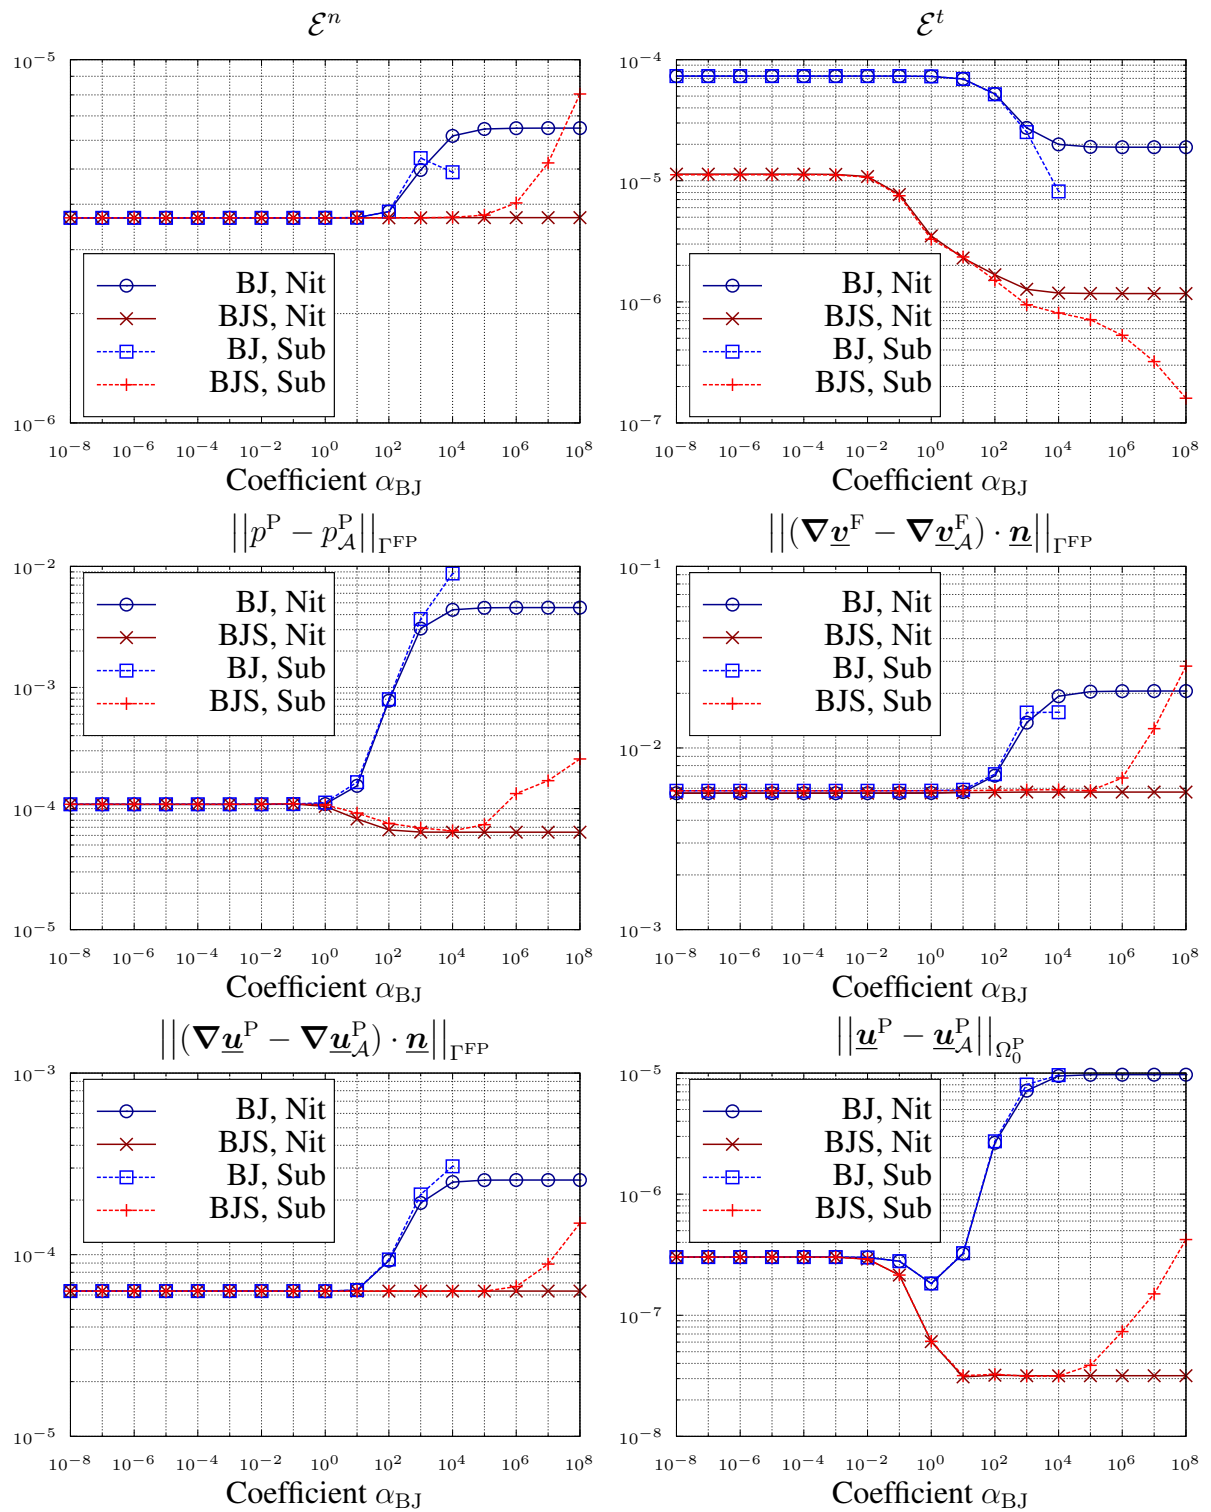 ℰⁿ
10⁻⁵
10⁻⁶
BJ, Nit
BJS, Nit
BJ, Sub
BJS, Sub
10⁻⁸ 10⁻⁶ 10⁻⁴ 10⁻² 10⁰ 10² 10⁴ 10⁶ 10⁸
Coefficient α_BJ
ℰᵗ
10⁻⁴
10⁻⁵
10⁻⁶
10⁻⁷
BJ, Nit
BJS, Nit
BJ, Sub
BJS, Sub
10⁻⁸ 10⁻⁶ 10⁻⁴ 10⁻² 10⁰ 10² 10⁴ 10⁶ 10⁸
Coefficient α_BJ
||p^P − p^P_𝒜||_Γ^FP
10⁻²
10⁻³
10⁻⁴
10⁻⁵
BJ, Nit
BJS, Nit
BJ, Sub
BJS, Sub
10⁻⁸ 10⁻⁶ 10⁻⁴ 10⁻² 10⁰ 10² 10⁴ 10⁶ 10⁸
Coefficient α_BJ
||(∇v^F − ∇v^F_𝒜) · n||_Γ^FP
10⁻¹
10⁻²
10⁻³
BJ, Nit
BJS, Nit
BJ, Sub
BJS, Sub
10⁻⁸ 10⁻⁶ 10⁻⁴ 10⁻² 10⁰ 10² 10⁴ 10⁶ 10⁸
Coefficient α_BJ
||(∇u^P − ∇u^P_𝒜) · n||_Γ^FP
10⁻³
10⁻⁴
10⁻⁵
BJ, Nit
BJS, Nit
BJ, Sub
BJS, Sub
10⁻⁸ 10⁻⁶ 10⁻⁴ 10⁻² 10⁰ 10² 10⁴ 10⁶ 10⁸
Coefficient α_BJ
||u^P − u^P_𝒜||_Ω₀^P
10⁻⁵
10⁻⁶
10⁻⁷
10⁻⁸
BJ, Nit
BJS, Nit
BJ, Sub
BJS, Sub
10⁻⁸ 10⁻⁶ 10⁻⁴ 10⁻² 10⁰ 10² 10⁴ 10⁶ 10⁸
Coefficient α_BJ